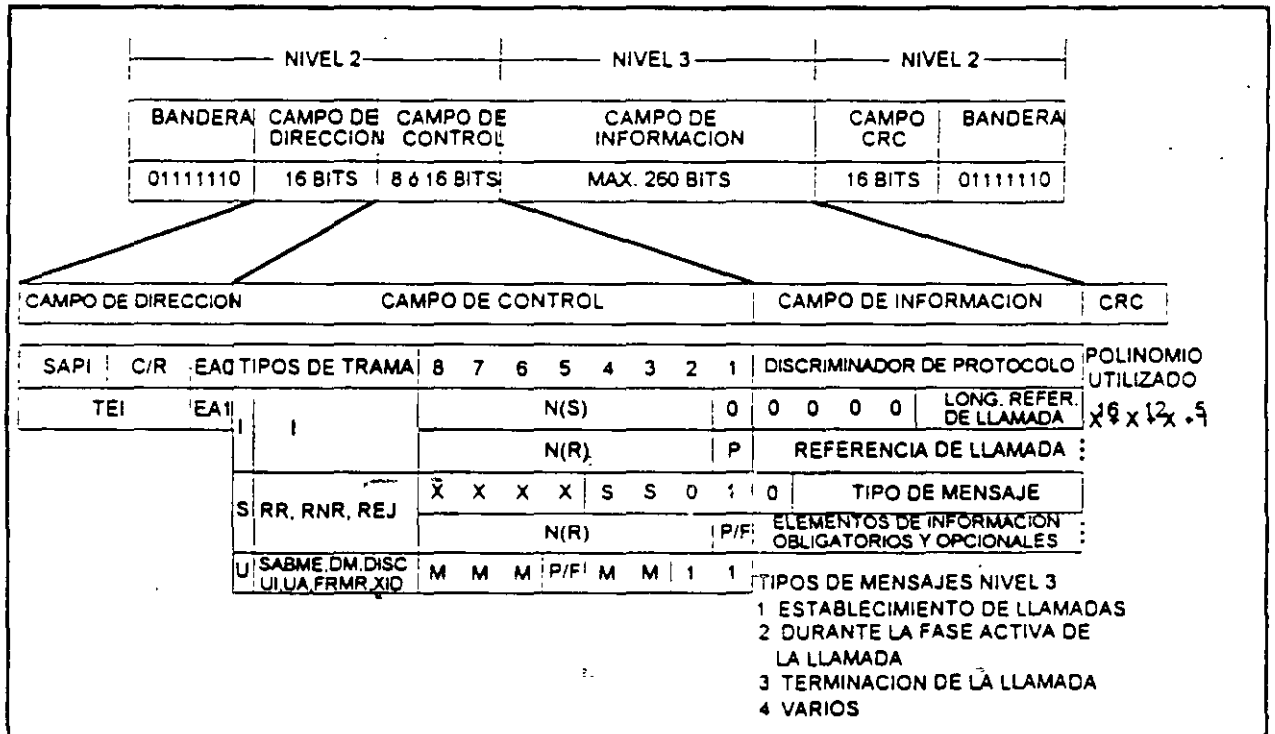 NIVEL 2 NIVEL 3 NIVEL 2
BANDERA CAMPO DE DIRECCION CAMPO DE CONTROL CAMPO DE INFORMACION CAMPO CRC BANDERA
01111110 16 BITS 8 ó 16 BITS MAX. 260 BITS 16 BITS 01111110
CAMPO DE DIRECCION CAMPO DE CONTROL CAMPO DE INFORMACION CRC
SAPI C/R EA0 TIPOS DE TRAMA 8 7 6 5 4 3 2 1 DISCRIMINADOR DE PROTOCOLO POLINOMIO UTILIZADO
TEI EA1 I I N(S) 0 0 0 0 0 LONG. REFER. DE LLAMADA
N(R) P REFERENCIA DE LLAMADA
S RR, RNR, REJ X X X X S S 0 1 0 TIPO DE MENSAJE
N(R) P/F ELEMENTOS DE INFORMACION OBLIGATORIOS Y OPCIONALES
U SABME,DM,DISC UI,UA,FRMR,XID M M M P/F M M 1 1
TIPOS DE MENSAJES NIVEL 3
1 ESTABLECIMIENTO DE LLAMADAS
2 DURANTE LA FASE ACTIVA DE
LA LLAMADA
3 TERMINACION DE LA LLAMADA
4 VARIOS